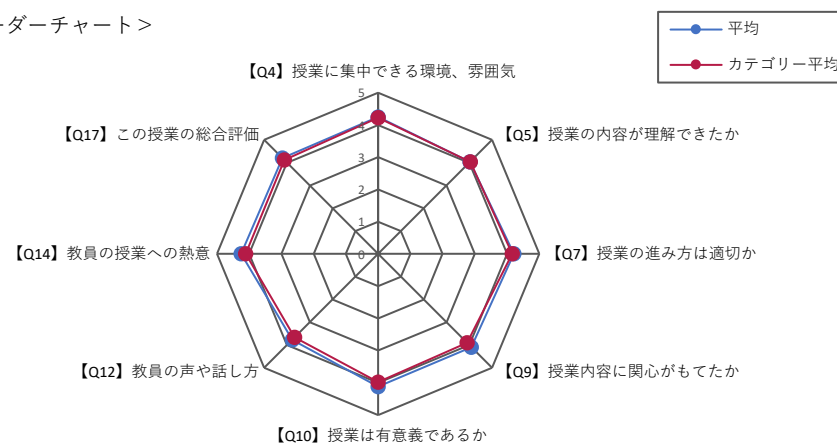 ーダーチャート＞
平均
カテゴリー平均
【Q4】授業に集中できる環境、雰囲気
【Q5】授業の内容が理解できたか
【Q7】授業の進み方は適切か
【Q9】授業内容に関心がもてたか
【Q10】授業は有意義であるか
【Q12】教員の声や話し方
【Q14】教員の授業への熱意
【Q17】この授業の総合評価
5
4
3
2
1
0